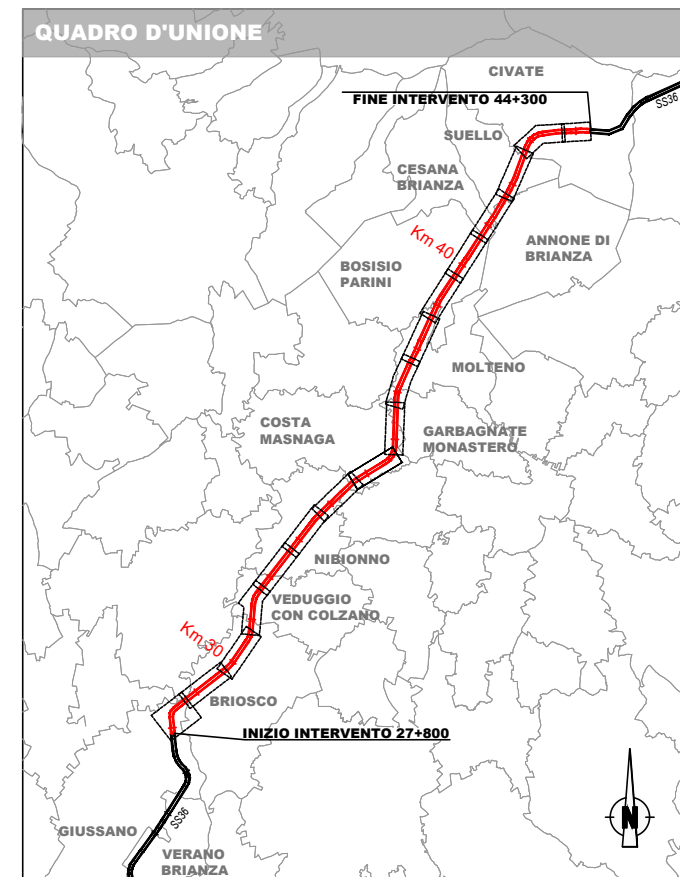 QUADRO D'UNIONE
CIVATE
FINE INTERVENTO 44+300
SS36
SUELLO
CESANA
BRIANZA
Km 40
ANNONE DI
BRIANZA
BOSISIO
PARINI
MOLTENO
COSTA
MASNAGA
GARBAGNATE
MONASTERO
NIBIONNO
VEDUGGIO
CON COLZANO
Km 30
BRIOSCO
INIZIO INTERVENTO 27+800
SS36
GIUSSANO
VERANO
BRIANZA
N